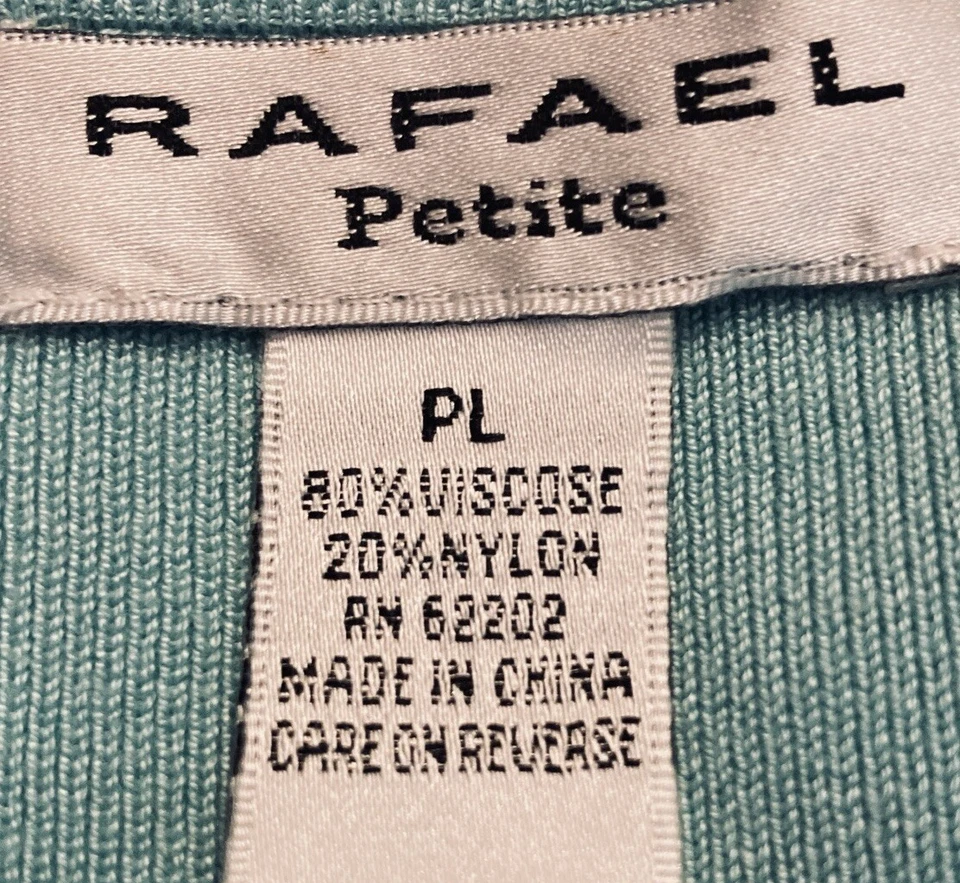 RAFAEL
Petite
PL
80%VISCOSE
20%NYLON
RN 62202
MADE IN CHINA
CARE ON REVERSE